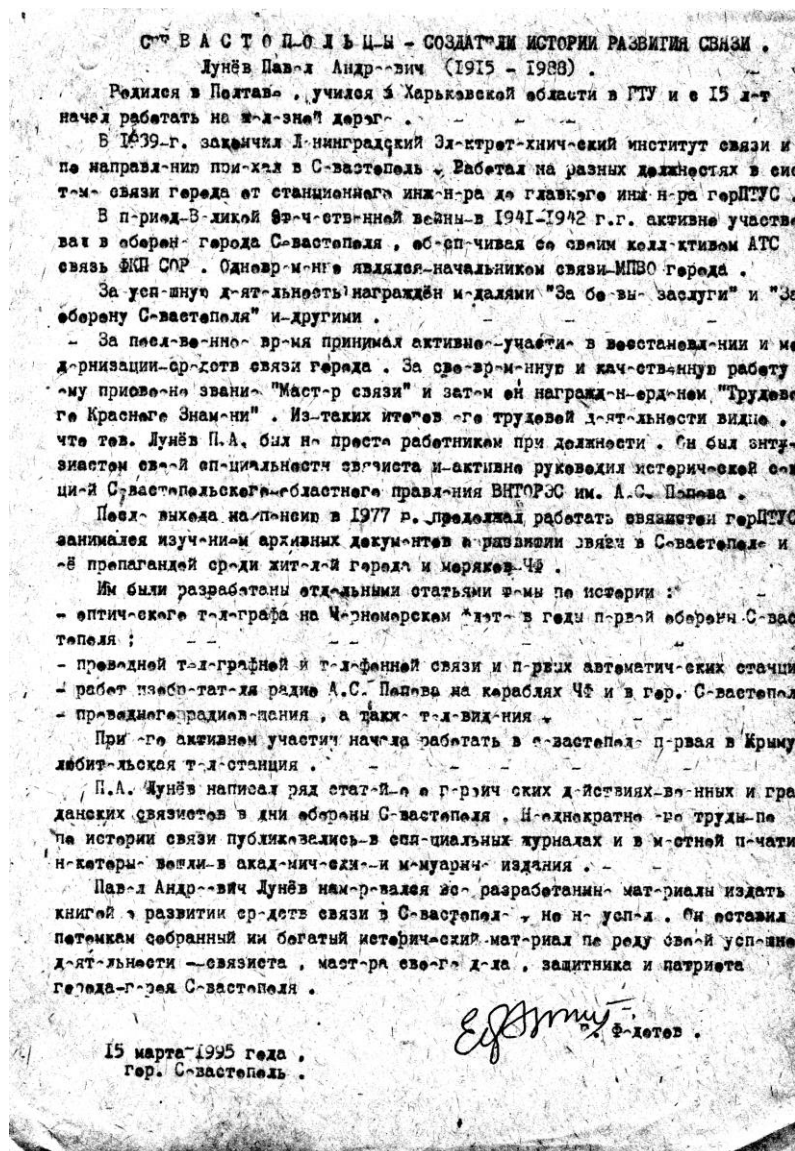 СЕВАСТОПОЛЬЦЫ - СОЗДАТЕЛИ ИСТОРИИ РАЗВИТИЯ СВЯЗИ .
Лунёв Павел Андреевич (1915 - 1988) .
Родился в Полтаве , учился в Харьковской области в ГТУ и с 15 лет
начал работать на железной дороге .
В 1939 г. закончил Ленинградский Электротехнический институт связи и
по направлению приехал в Севастополь . Работал на разных должностях в сис
теме связи города от станционного инженера до главного инженера горПТУС .
В период Великой Отечественной войны в 1941-1942 г.г. активно участво
вал в обороне города Севастополя , обеспечивая со своим коллективом АТС
связь ФКП СОР . Одновременно являлся начальником связи МПВО города .
За успешную деятельность награждён медалями "За боевые заслуги" и "За
оборону Севастополя" и другими .
За послевоенное время принимал активное участие в восстановлении и мо
дернизации средств связи города . За своевременную и качественную работу
ему присвоено звание "Мастер связи" и затем он награжден орденом "Трудово
го Красного Знамени" . Из таких итогов его трудовой деятельности видно ,
что тов. Лунёв П.А. был не просто работником при должности . Он был энту
зиастом своей специальности связиста и активно руководил исторической сек
цией Севастопольского областного правления ВНТОРЭС им. А.С. Попова .
После выхода на пенсию в 1977 г. продолжал работать связистом горПТУС
занимался изучением архивных документов о развитии связи в Севастополе и
её пропагандой среди жителей города и моряков ЧФ .
Им были разработаны отдельными статьями темы по истории :
- оптического телеграфа на Черноморском флоте в годы первой обороны Севас
тополя ;
- проводной телеграфной и телефонной связи и первых автоматических станци
- работ изобретателя радио А.С. Попова на кораблях ЧФ и в гор. Севастопол
- проводного радиовещания , а также телевидения .
При его активном участии начала работать в Севастополе первая в Крыму
любительская телестанция .
П.А. Лунёв написал ряд статей о героических действиях военных и гра
данских связистов в дни обороны Севастополя . Неоднократно его труды по
по истории связи публиковались в специальных журналах и в местной печати
некоторые вошли в академические и мемуарные издания .
Павел Андреевич Лунёв намеревался все разработанные материалы издать
книгой о развитии средств связи в Севастополе , но не успел . Он оставил
потомкам собранный им богатый исторический материал по роду своей успешно
деятельности связиста , мастера своего дела , защитника и патриота
города-героя Севастополя .
Федотов .
15 марта 1995 года .
гор. Севастополь .